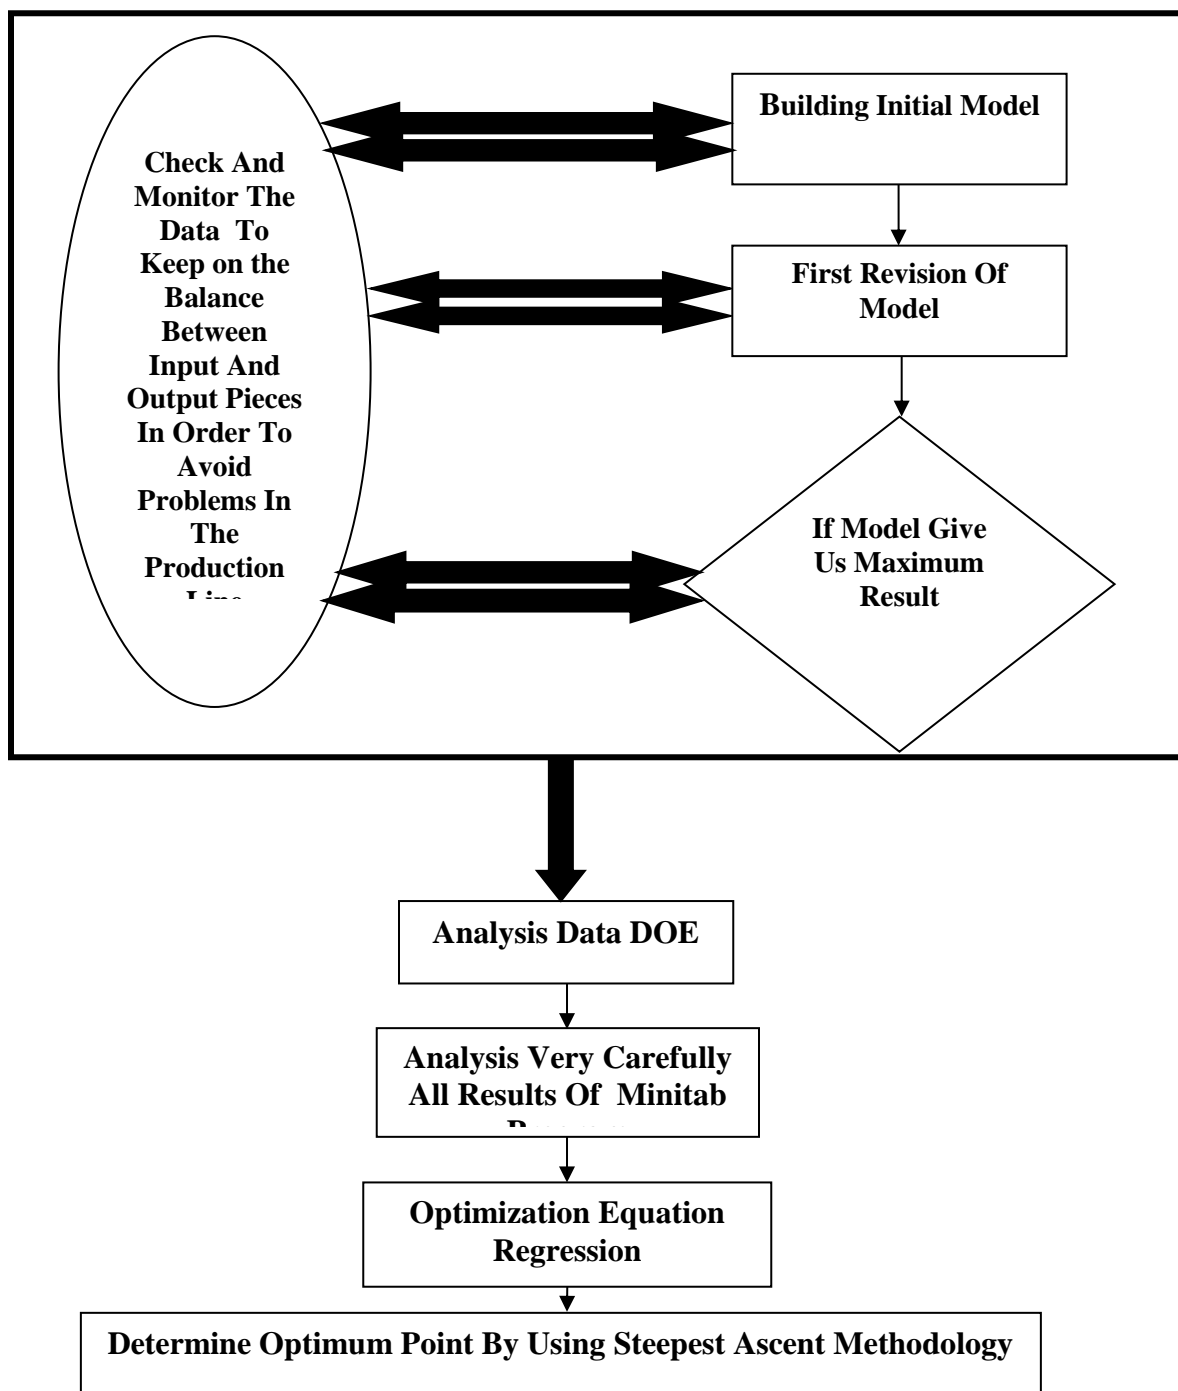 Building Initial Model
Check And
Monitor The
Data To
Keep on the
Balance
Between
Input And
Output Pieces
In Order To
Avoid
Problems In
The
Production
First Revision Of
Model
If Model Give
Us Maximum
Result
Analysis Data DOE
Analysis Very Carefully
All Results Of Minitab
Optimization Equation
Regression
Determine Optimum Point By Using Steepest Ascent Methodology